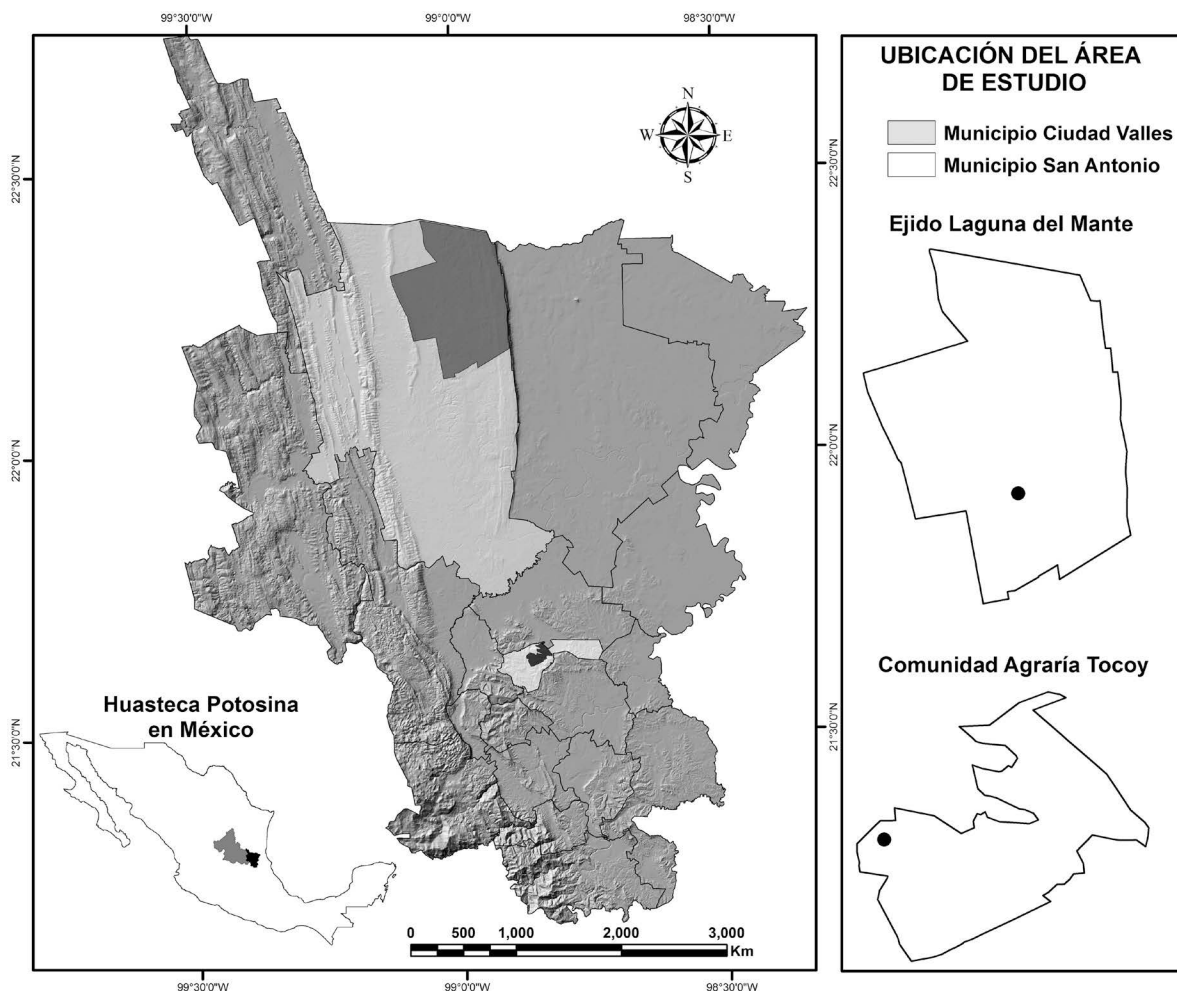 99°30'0"W
99°0'0"W
98°30'0"W
22°30'0"N
22°0'0"N
21°30'0"N
N
W
E
S
22°30'0"N
22°0'0"N
21°30'0"N
Huasteca Potosina
en México
0 500 1,000 2,000 3,000
Km
99°30'0"W
99°0'0"W
98°30'0"W
UBICACIÓN DEL ÁREA
DE ESTUDIO
Municipio Ciudad Valles
Municipio San Antonio
Ejido Laguna del Mante
Comunidad Agraría Tocoy